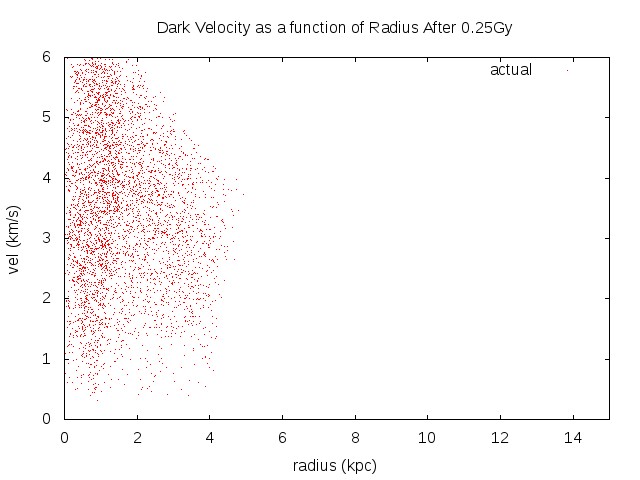 Dark Velocity as a function of Radius After 0.25Gy
actual
6
5
4
3
2
1
0
vel (km/s)
0 2 4 6 8 10 12 14
radius (kpc)